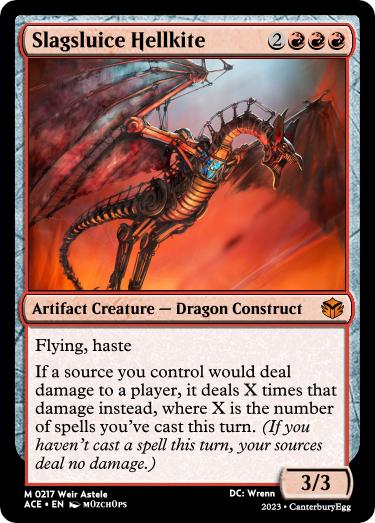 Slagsluice Hellkite 2
Artifact Creature — Dragon Construct
Flying, haste
If a source you control would deal
damage to a player, it deals X times that
damage instead, where X is the number
of spells you've cast this turn. (If you
haven't cast a spell this turn, your sources
deal no damage.)
3/3
M 0217 Weir Astele DC: Wrenn
ACE • EN MOZCHOPS 2023 • CanterburyEgg